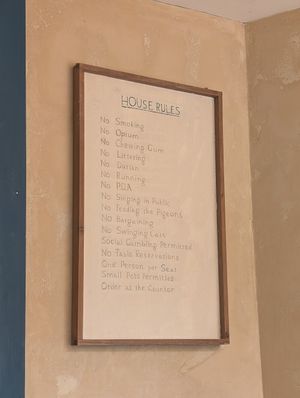 HOUSE RULES
No Smoking
No Opium
No Chewing Gum
No Littering
No Durian
No Running
No PDA
No Singing in Public
No Feeding the Pigeons
No Bargaining
No Swinging
Social Gambling Permitted
No Table Reservations
One Person per Seat
Small Pets Permitted
Order at the Counter